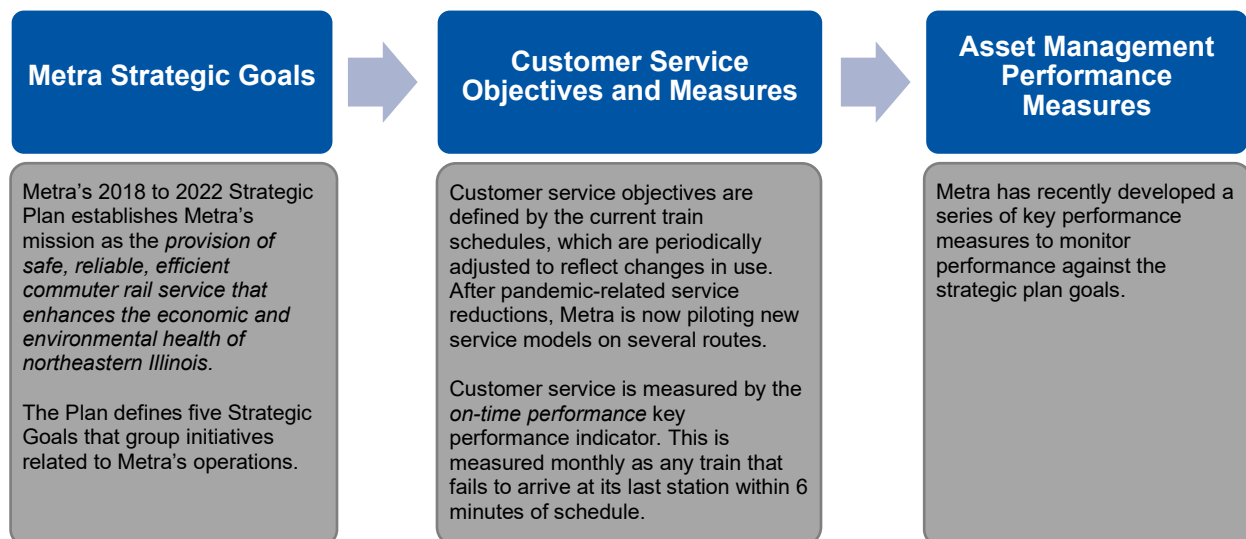 Metra Strategic Goals
Metra’s 2018 to 2022 Strategic
Plan establishes Metra’s
mission as the provision of
safe, reliable, efficient
commuter rail service that
enhances the economic and
environmental health of
northeastern Illinois.
The Plan defines five Strategic
Goals that group initiatives
related to Metra’s operations.
Customer Service
Objectives and Measures
Customer service objectives are
defined by the current train
schedules, which are periodically
adjusted to reflect changes in use.
After pandemic-related service
reductions, Metra is now piloting new
service models on several routes.
Customer service is measured by the
on-time performance key
performance indicator. This is
measured monthly as any train that
fails to arrive at its last station within 6
minutes of schedule.
Asset Management
Performance
Measures
Metra has recently developed a
series of key performance
measures to monitor
performance against the
strategic plan goals.